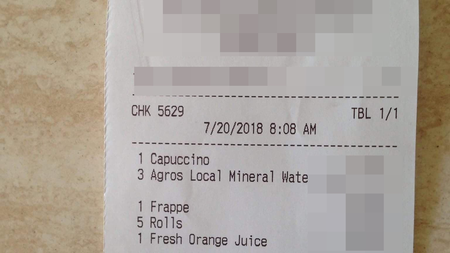 CHK 5629 TBL 1/1
7/20/2018 8:08 AM
1 Capuccino
3 Agros Local Mineral Wate
1 Frappe
5 Rolls
1 Fresh Orange Juice